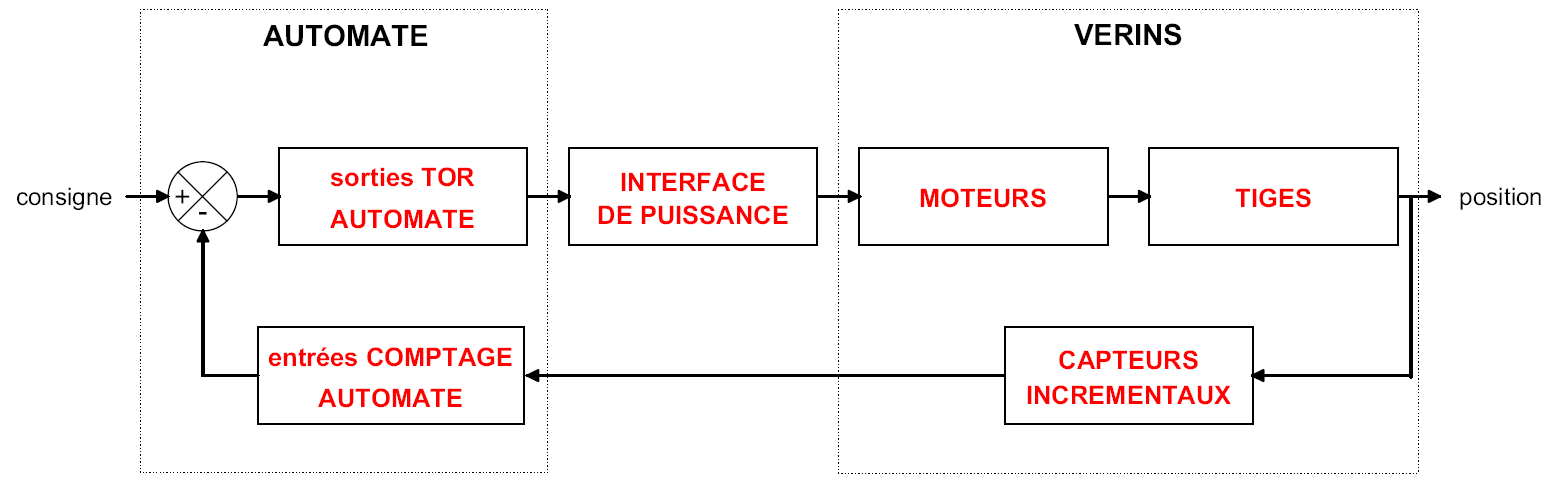 AUTOMATE
VERINS
consigne
+
-
sorties TOR
AUTOMATE
INTERFACE
DE PUISSANCE
MOTEURS
TIGES
position
entrées COMPTAGE
AUTOMATE
CAPTEURS
INCREMENTAUX